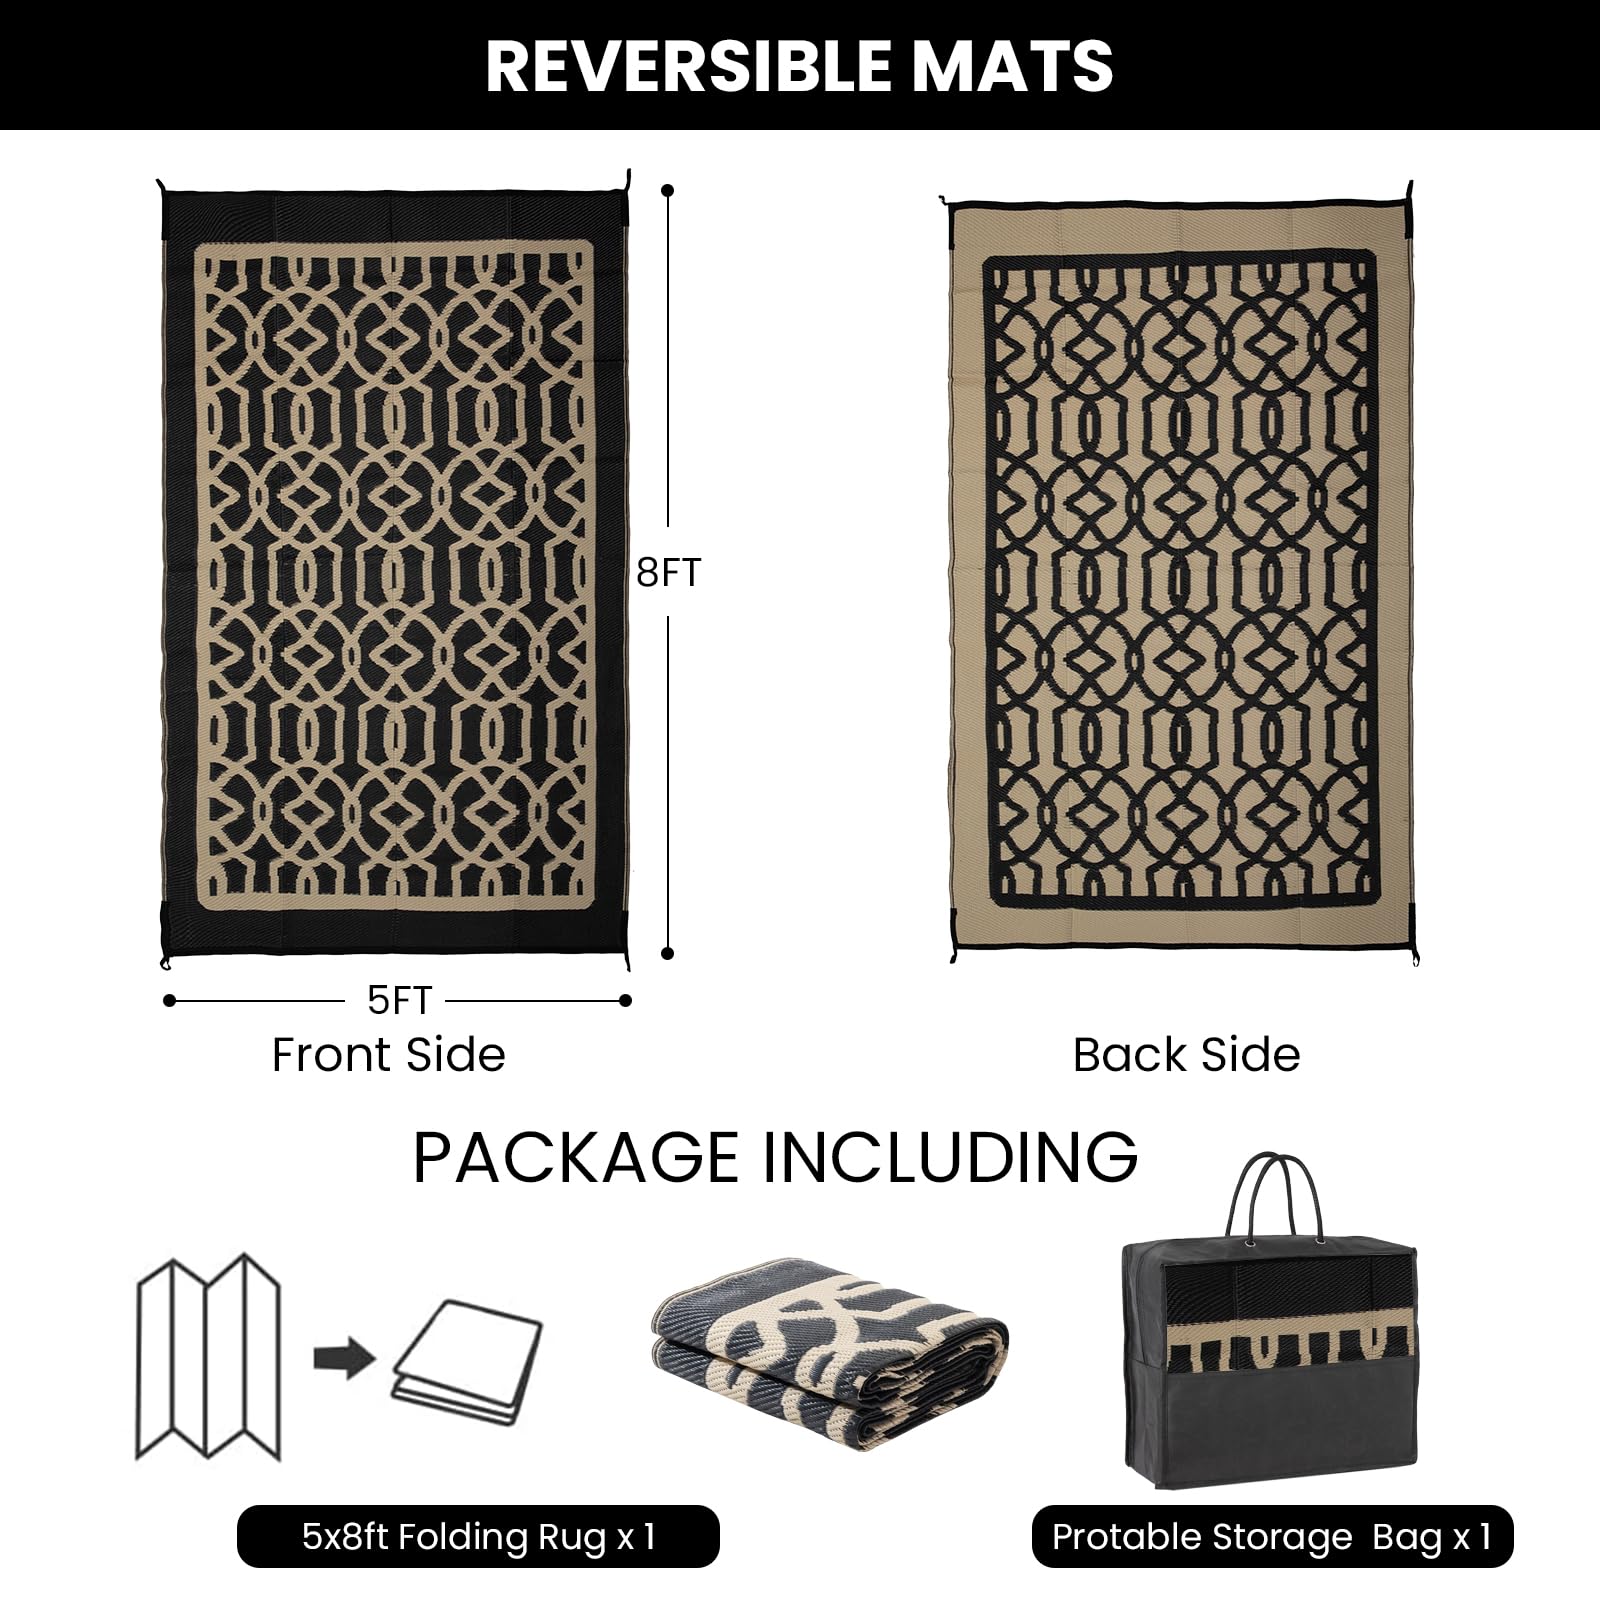 REVERSIBLE MATS
8FT
5FT
Front Side
Back Side
PACKAGE INCLUDING
5x8ft Folding Rug x 1
Protable Storage Bag x 1